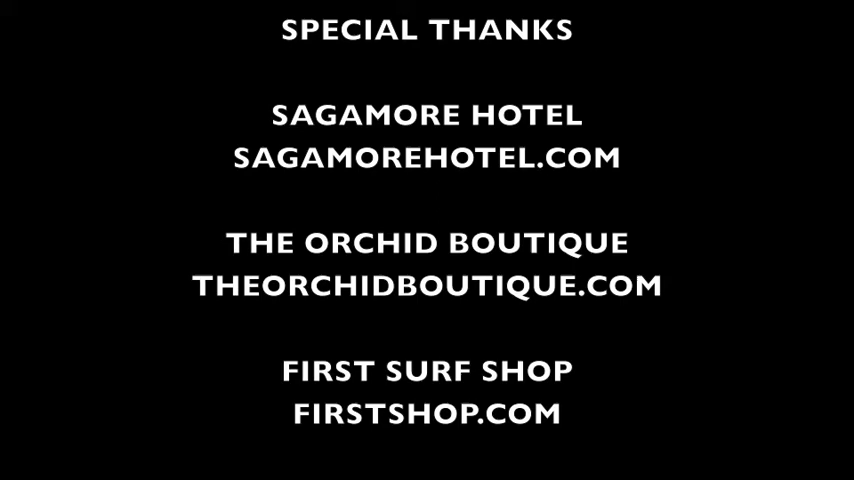 SPECIAL THANKS
SAGAMORE HOTEL
SAGAMOREHOTEL.COM
THE ORCHID BOUTIQUE
THEORCHIDBOUTIQUE.COM
FIRST SURF SHOP
FIRSTSHOP.COM